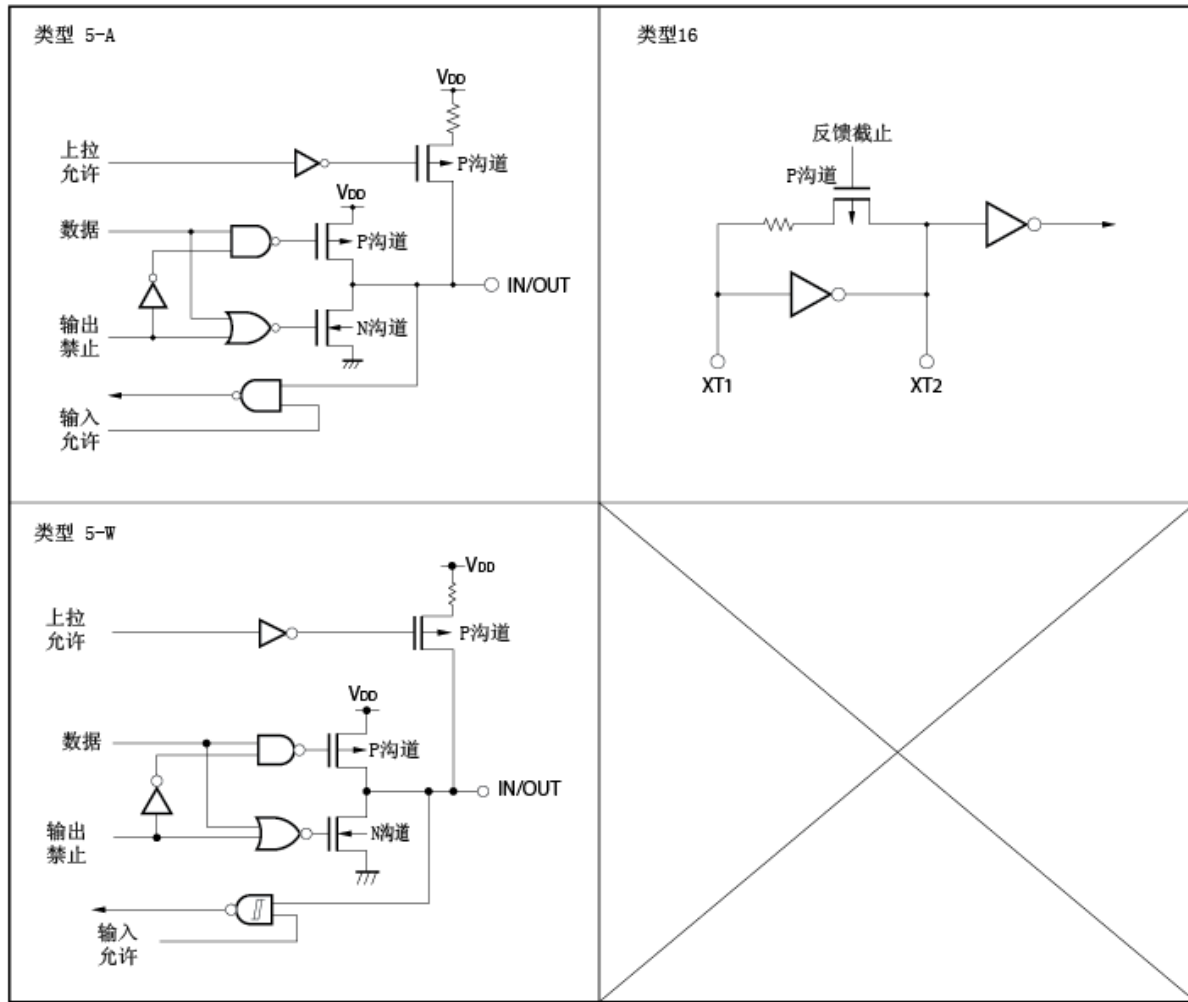 类型 5-A
VDD
上拉
允许
P沟道
VDD
数据
P沟道
IN/OUT
输出
禁止
N沟道
输入
允许
类型16
反馈截止
P沟道
XT1
XT2
类型 5-W
VDD
上拉
允许
P沟道
VDD
数据
P沟道
IN/OUT
输出
禁止
N沟道
输入
允许